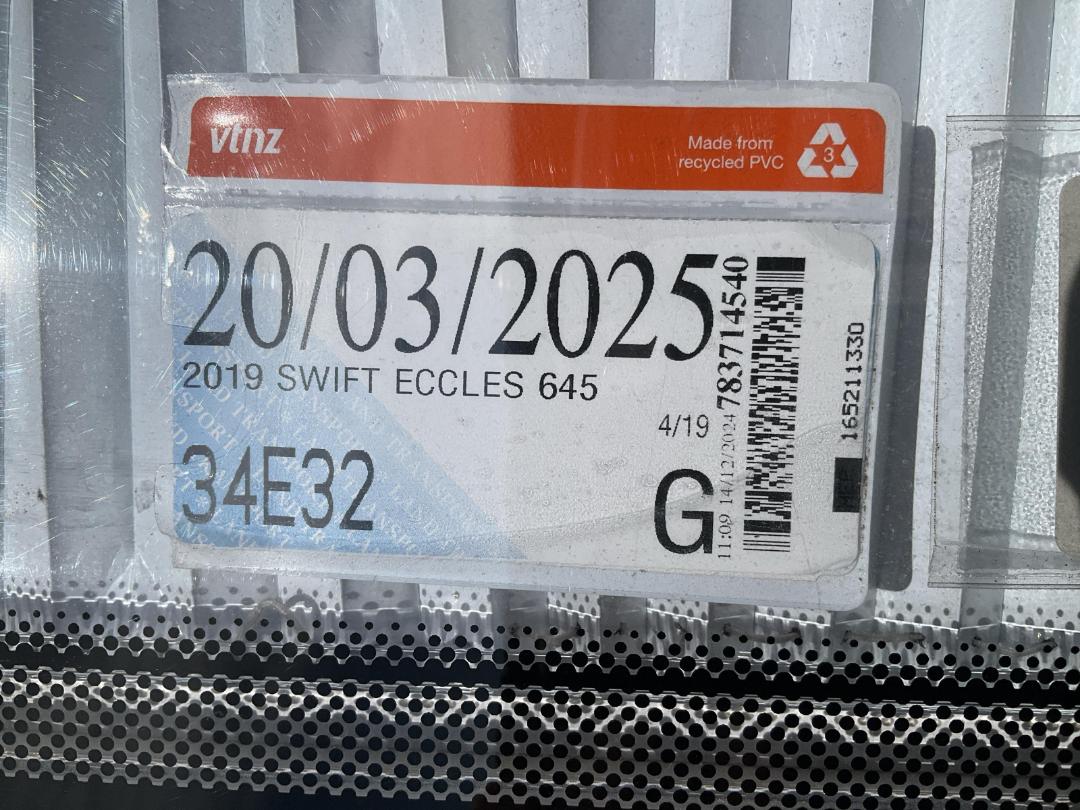 vtnz
Made from
recycled PVC
3
20/03/2025
2019 SWIFT ECCLES 645
4/19
34E32
G
11:09 14/12/2024 783714540
165211330